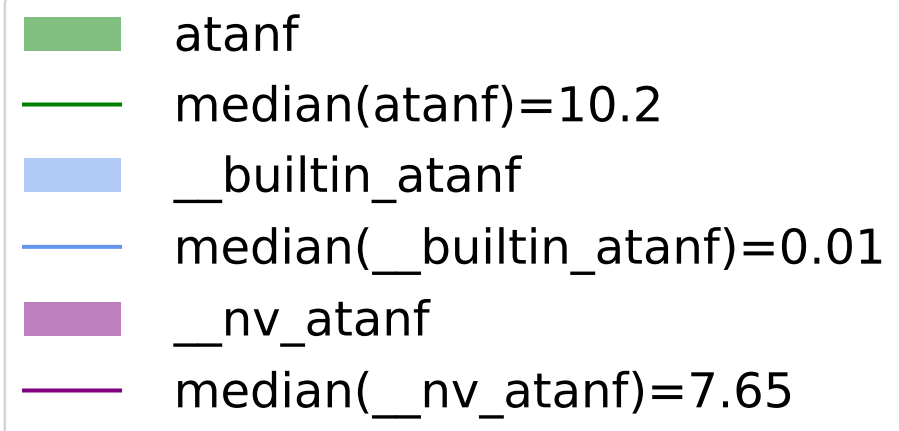 atanf
median(atanf)=10.2
__builtin_atanf
median(__builtin_atanf)=0.01
__nv_atanf
median(__nv_atanf)=7.65